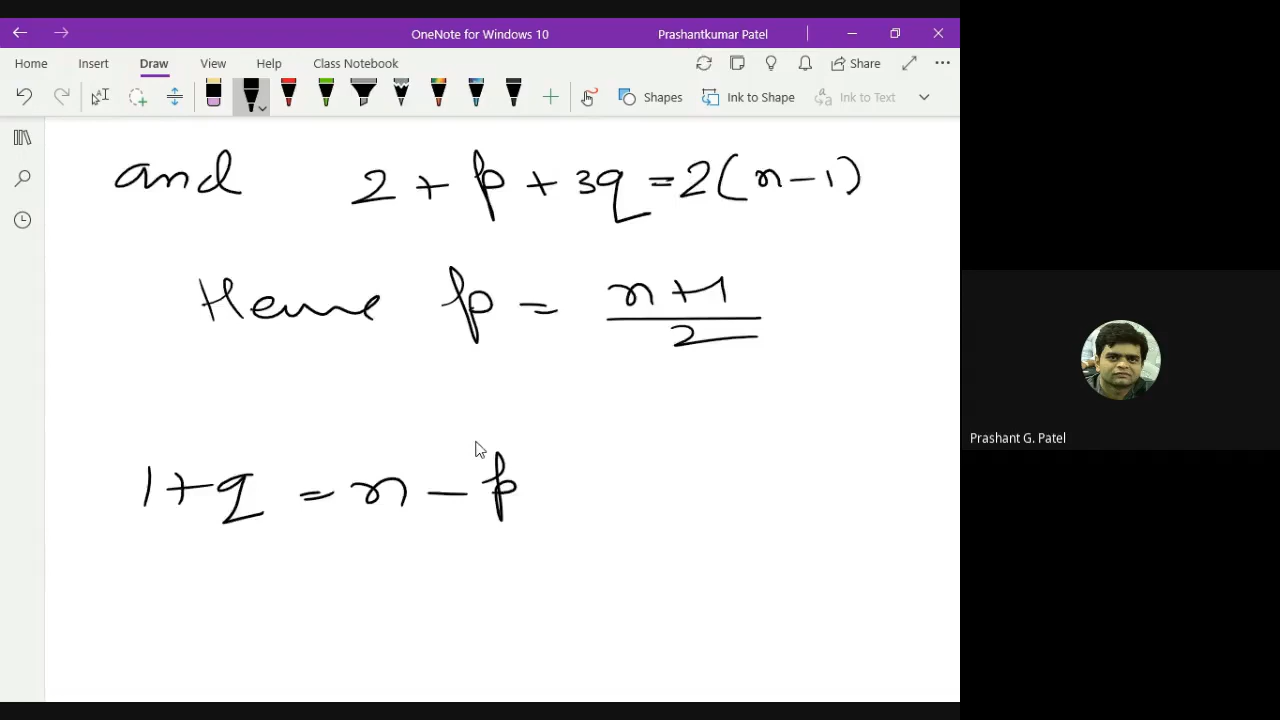 OneNote for Windows 10
Prashantkumar Patel
Home Insert Draw View Help Class Notebook Share
Shapes Ink to Shape Ink to Text
and 2 + p + 3q = 2(n-1)
Hence p = n+1
2
1+q = n - p
Prashant G. Patel